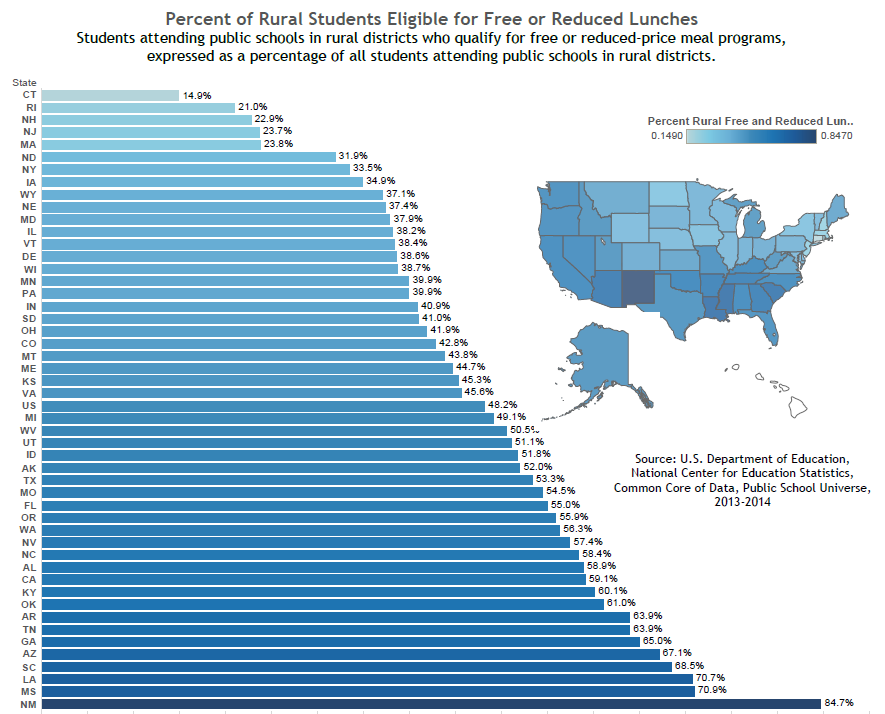 Percent of Rural Students Eligible for Free or Reduced Lunches
Students attending public schools in rural districts who qualify for free or reduced-price meal programs,
expressed as a percentage of all students attending public schools in rural districts.
State
CT 14.9%
RI 21.0%
NH 22.9%
NJ 23.7%
MA 23.8%
ND 31.9%
NY 33.5%
IA 34.9%
WY 37.1%
NE 37.4%
MD 37.9%
IL 38.2%
VT 38.4%
DE 38.6%
WI 38.7%
MN 39.9%
PA 39.9%
IN 40.9%
SD 41.0%
OH 41.9%
CO 42.8%
MT 43.8%
ME 44.7%
KS 45.3%
VA 45.6%
US 48.2%
MI 49.1%
WV 50.5%
UT 51.1%
ID 51.8%
AK 52.0%
TX 53.3%
MO 54.5%
FL 55.0%
OR 55.9%
WA 56.3%
NV 57.4%
NC 58.4%
AL 58.9%
CA 59.1%
KY 60.1%
OK 61.0%
AR 63.9%
TN 63.9%
GA 65.0%
AZ 67.1%
SC 68.5%
LA 70.7%
MS 70.9%
NM 84.7%
Percent Rural Free and Reduced Lun..
0.1490 0.8470
Source: U.S. Department of Education,
National Center for Education Statistics,
Common Core of Data, Public School Universe,
2013-2014